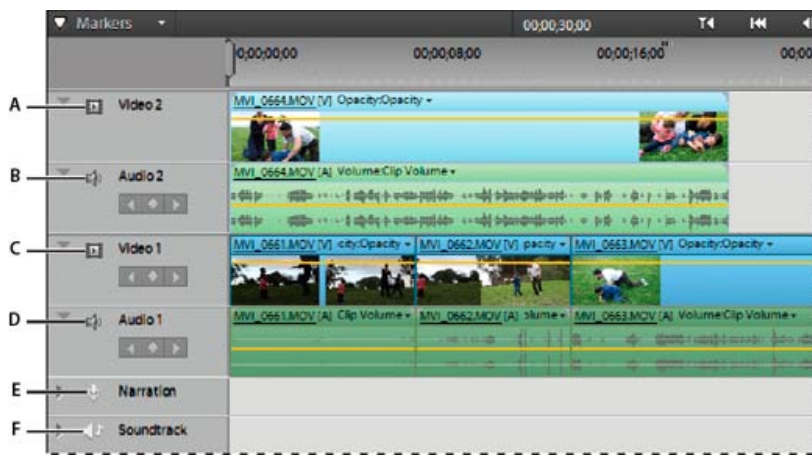 Markers
00;00;30;00
0;00;00;00 00;00;08;00 00;00;16;00 00;00
A Video 2 MVI_0664.MOV [V] Opacity:Opacity
B Audio 2 MVI_0664.MOV [A] Volume:Clip Volume
C Video 1 MVI_0661.MOV [V] city:Opacity MVI_0662.MOV [V] pacity MVI_0663.MOV [V] Opacity:Opacity
D Audio 1 MVI_0661.MOV [A] Clip Volume MVI_0662.MOV [A] olume MVI_0663.MOV [A] Volume:Clip Volume
E Narration
F Soundtrack